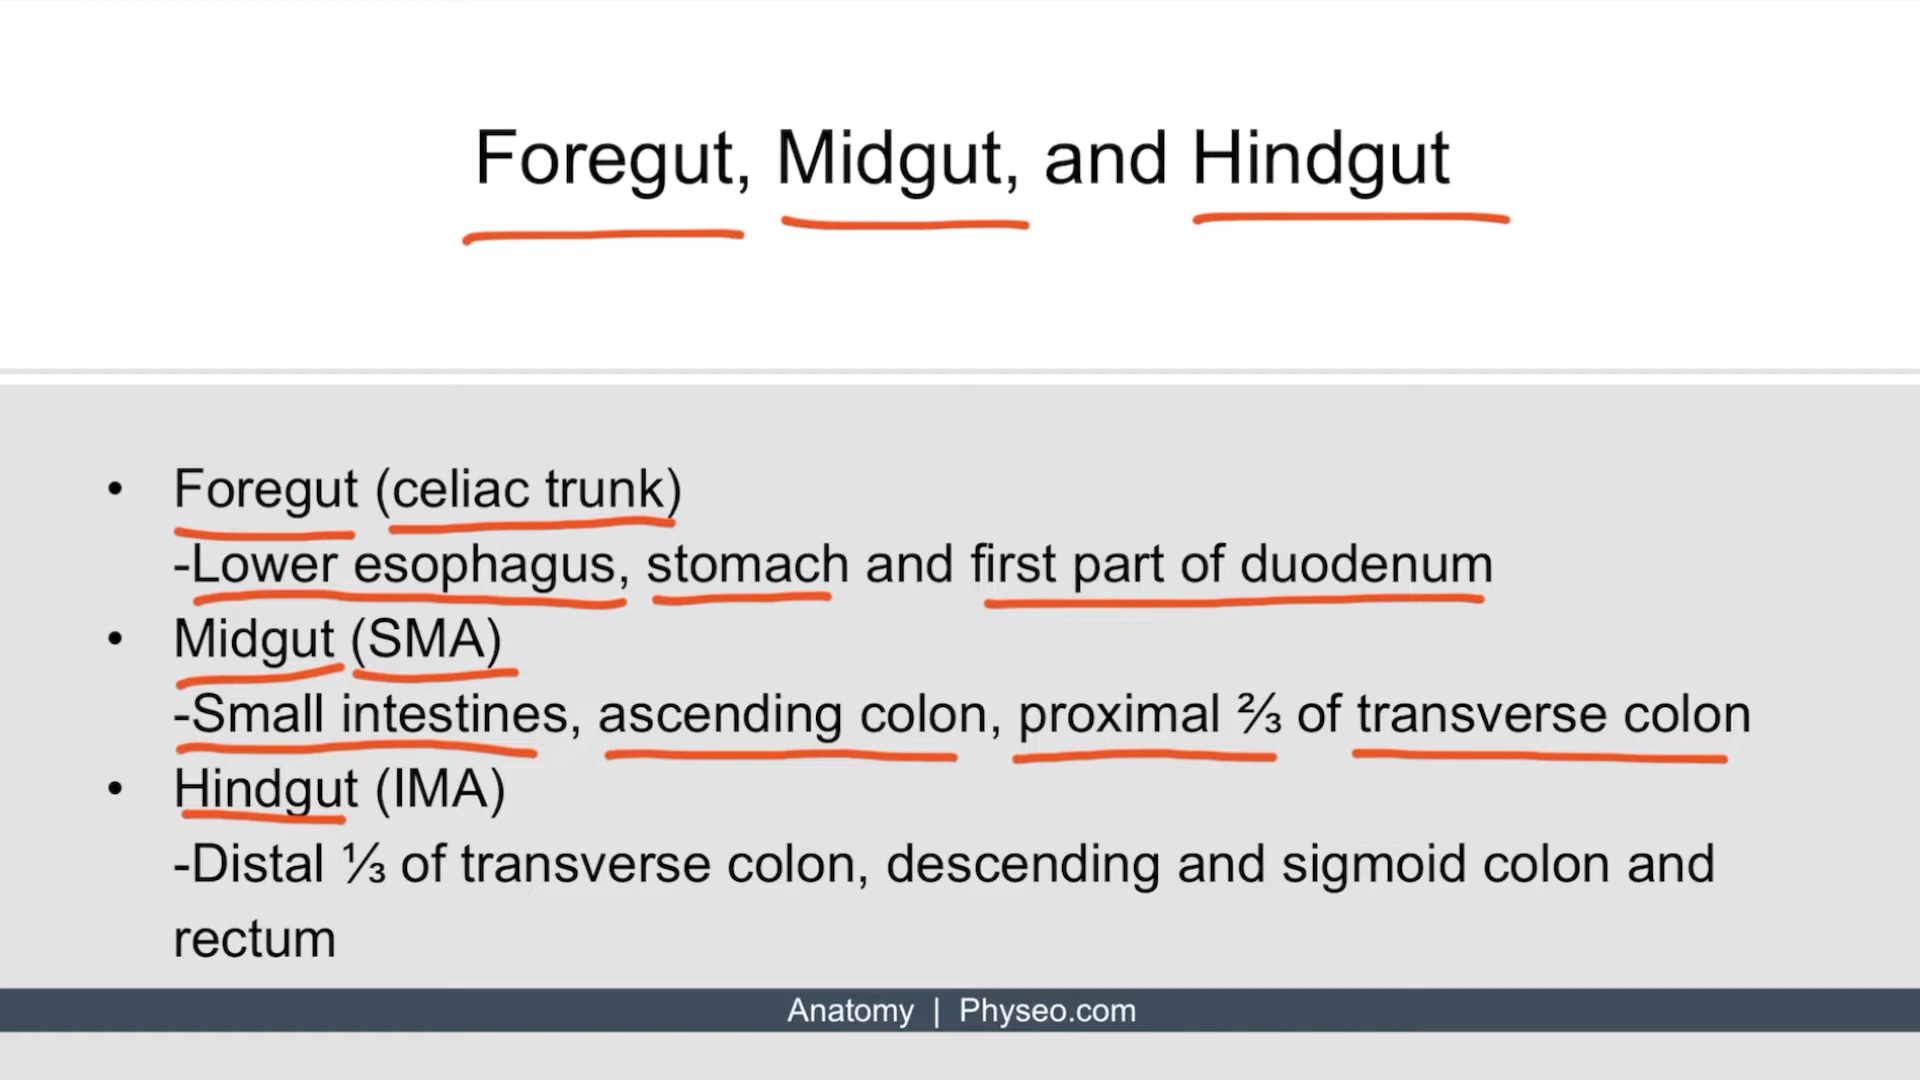 Foregut, Midgut, and Hindgut
• Foregut (celiac trunk)
-Lower esophagus, stomach and first part of duodenum
• Midgut (SMA)
-Small intestines, ascending colon, proximal ⅔ of transverse colon
• Hindgut (IMA)
-Distal ⅓ of transverse colon, descending and sigmoid colon and
rectum
Anatomy | Physeo.com